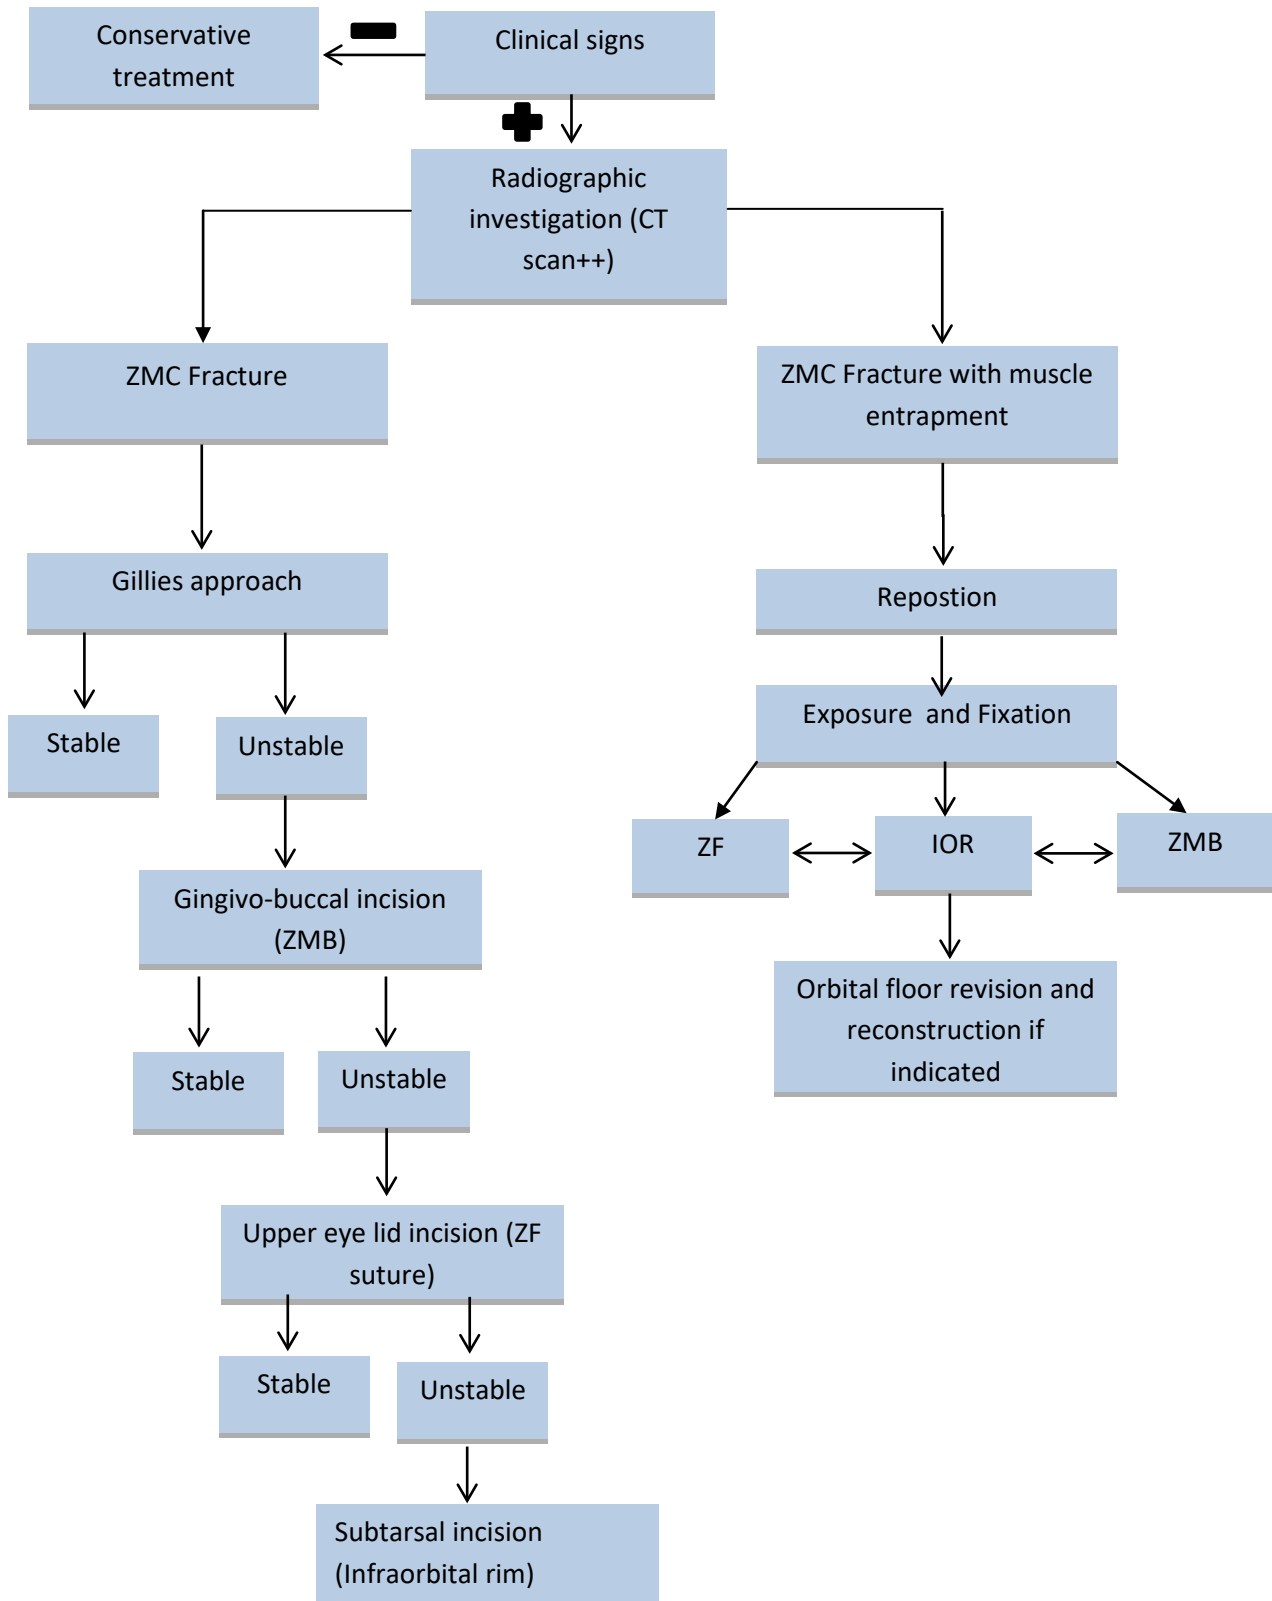 Conservative
treatment
Clinical signs
Radiographic
investigation (CT
scan++)
ZMC Fracture
ZMC Fracture with muscle
entrapment
Gillies approach
Repostion
Stable
Unstable
Exposure and Fixation
ZF
IOR
ZMB
Gingivo-buccal incision
(ZMB)
Orbital floor revision and
reconstruction if
indicated
Stable
Unstable
Upper eye lid incision (ZF
suture)
Stable
Unstable
Subtarsal incision
(Infraorbital rim)